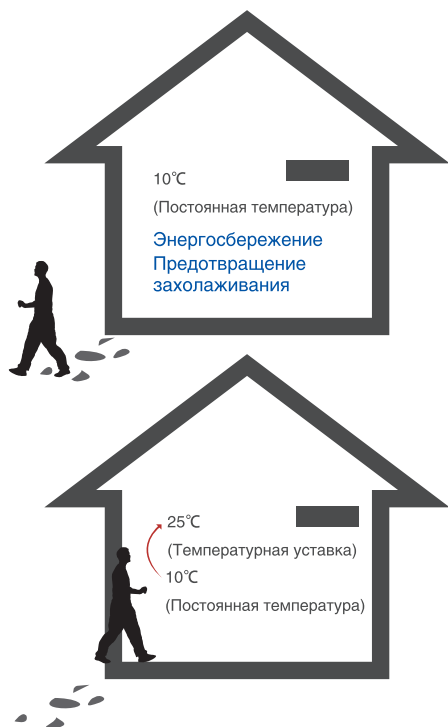 10℃
(Постоянная температура)
Энергосбережение
Предотвращение
захолаживания
25℃
(Температурная уставка)
10℃
(Постоянная температура)